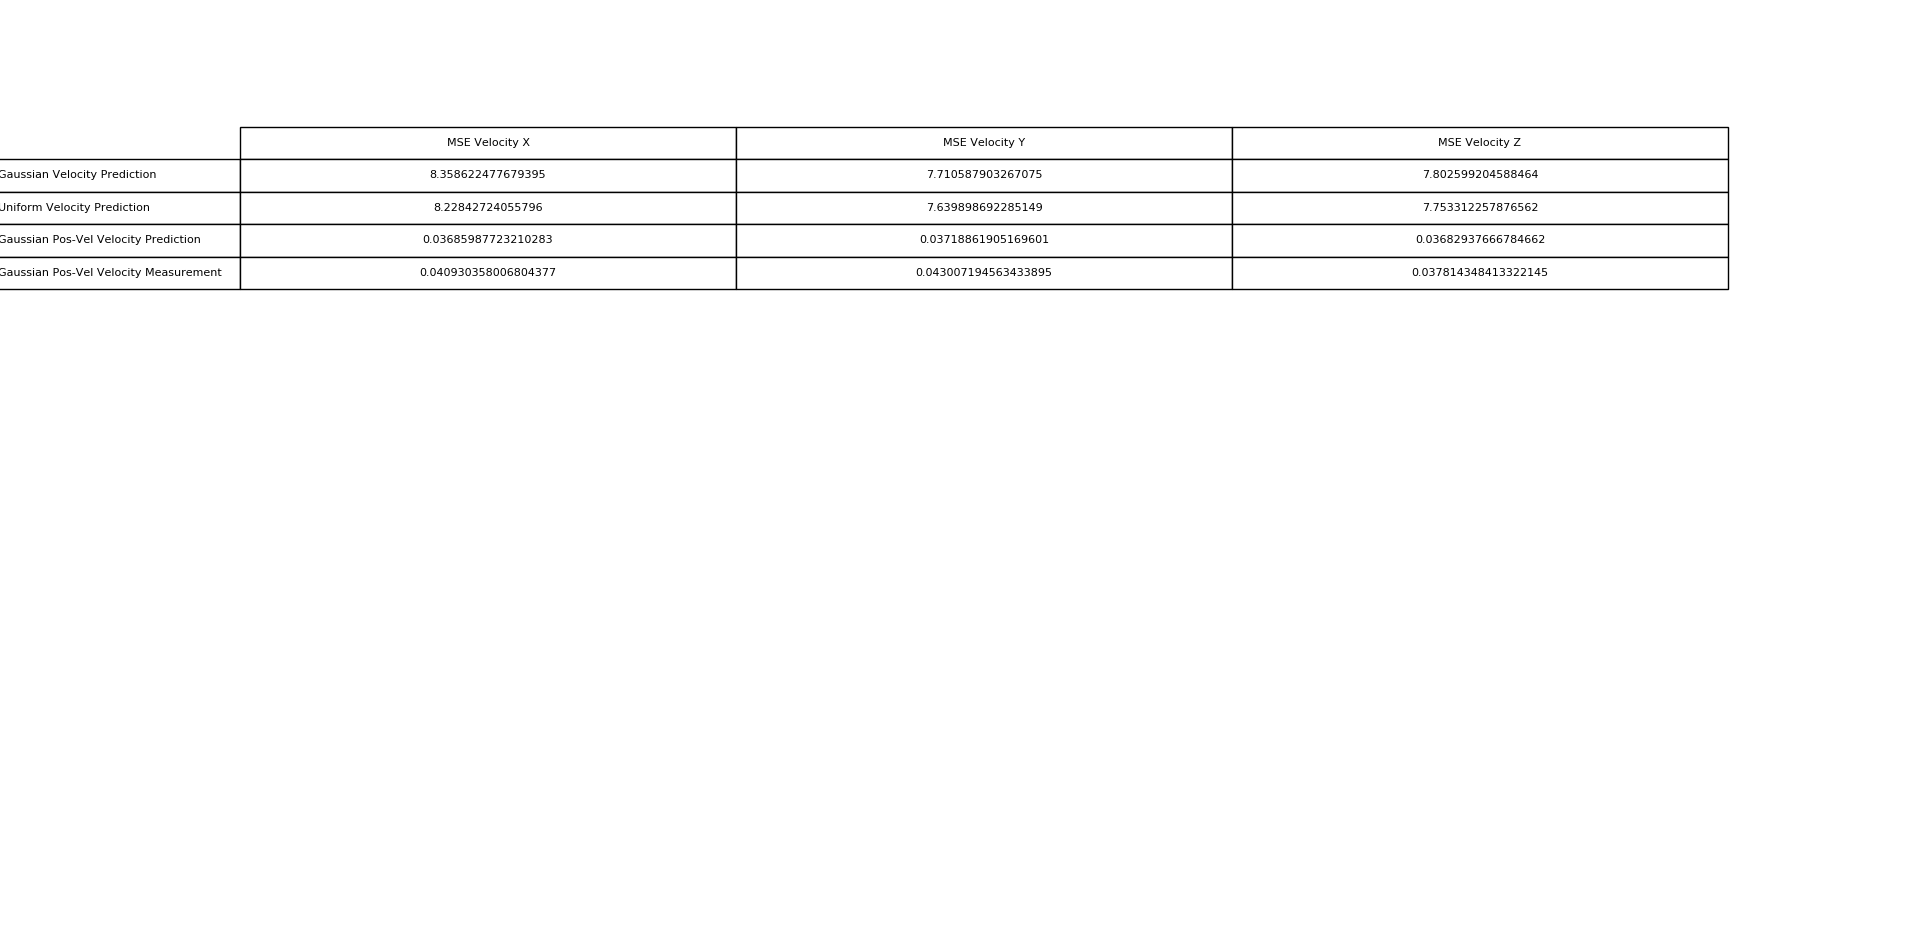 MSE Velocity X MSE Velocity Y MSE Velocity Z
Gaussian Velocity Prediction 8.358622477679395 7.710587903267075 7.802599204588464
Uniform Velocity Prediction 8.22842724055796 7.639898692285149 7.753312257876562
Gaussian Pos-Vel Velocity Prediction 0.03685987723210283 0.03718861905169601 0.03682937666784662
Gaussian Pos-Vel Velocity Measurement 0.040930358006804377 0.043007194563433895 0.037814348413322145